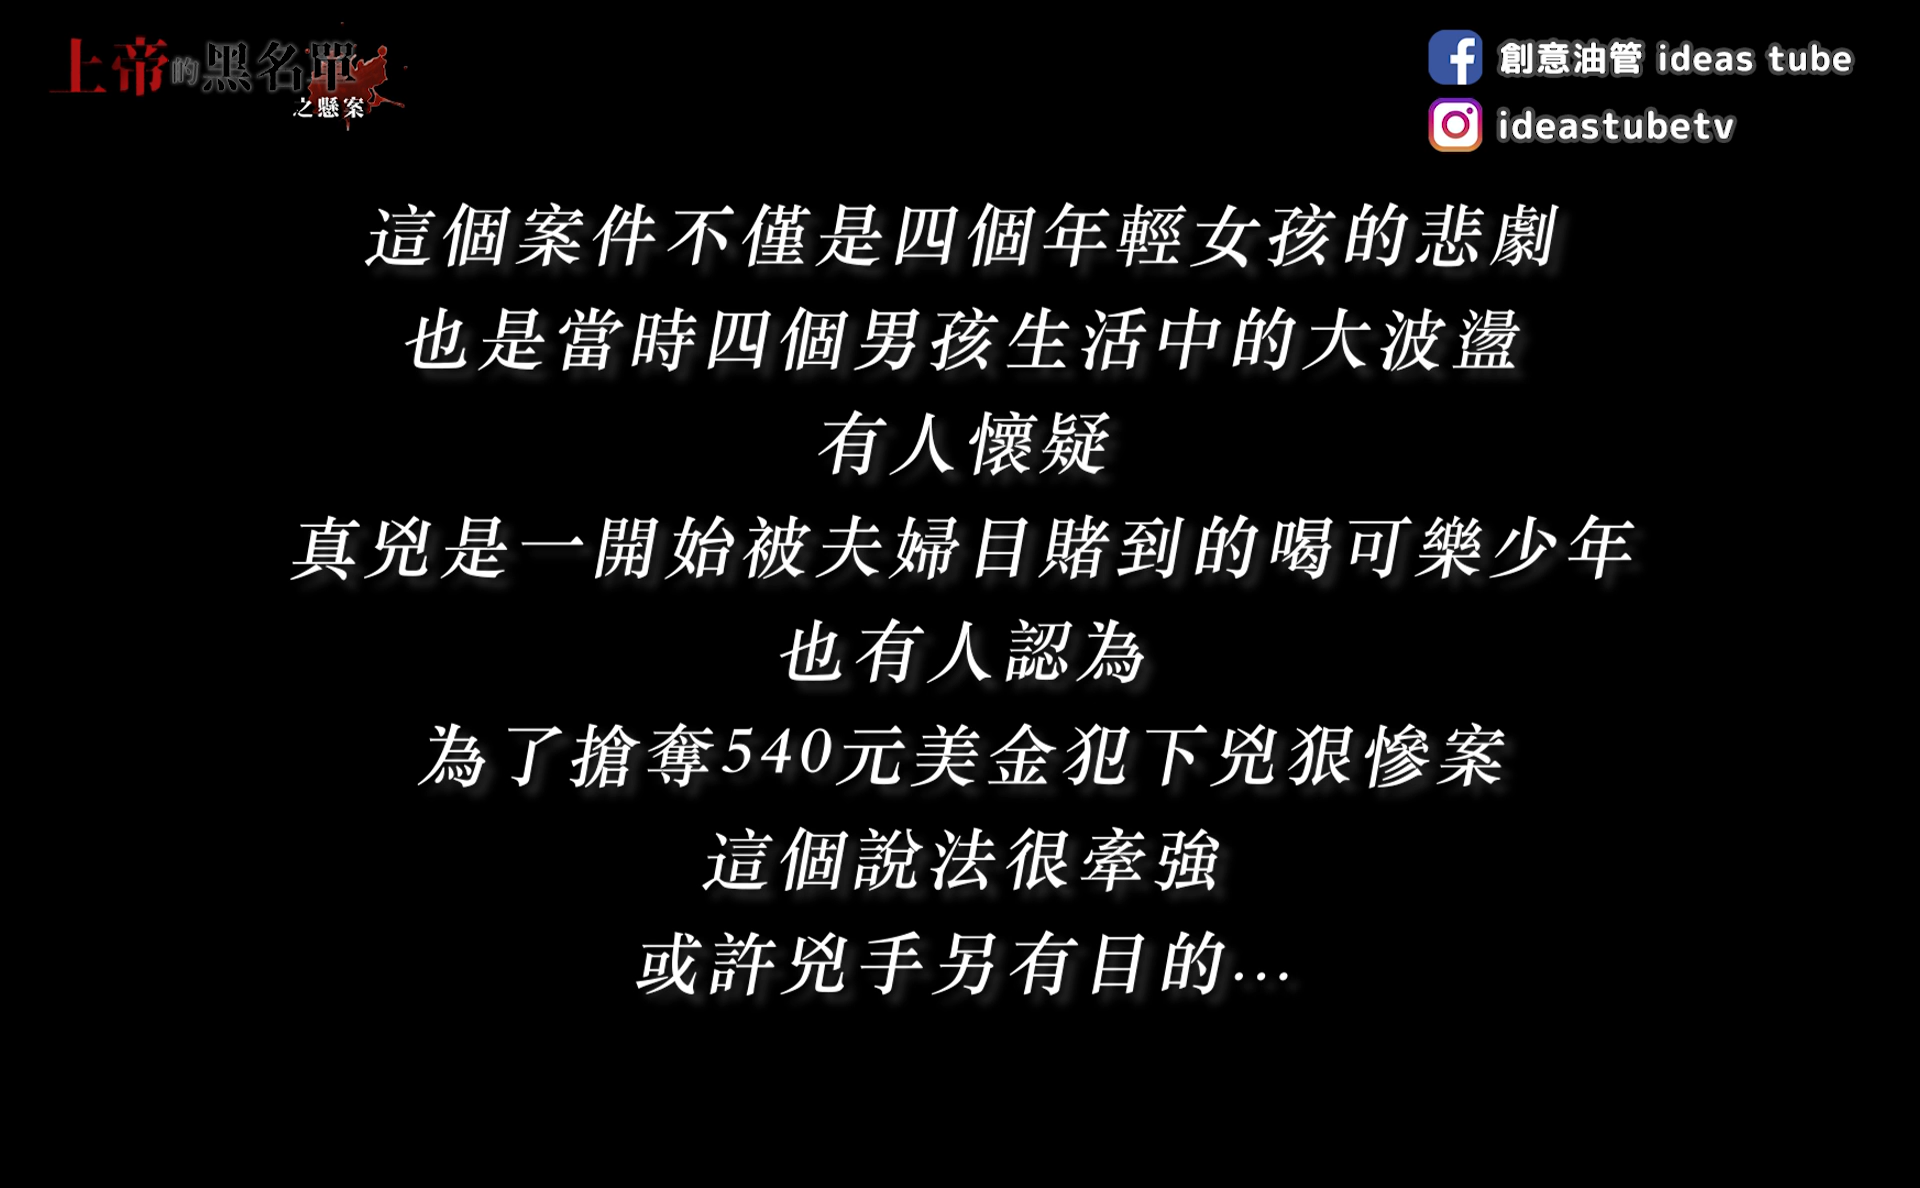 上帝的黑名單
之懸案
創意油管 ideas tube
ideastubetv
這個案件不僅是四個年輕女孩的悲劇
也是當時四個男孩生活中的大波盪
有人懷疑
真兇是一開始被夫婦目賭到的喝可樂少年
也有人認為
為了搶奪540元美金犯下兇狠慘案
這個說法很牽強
或許兇手另有目的...